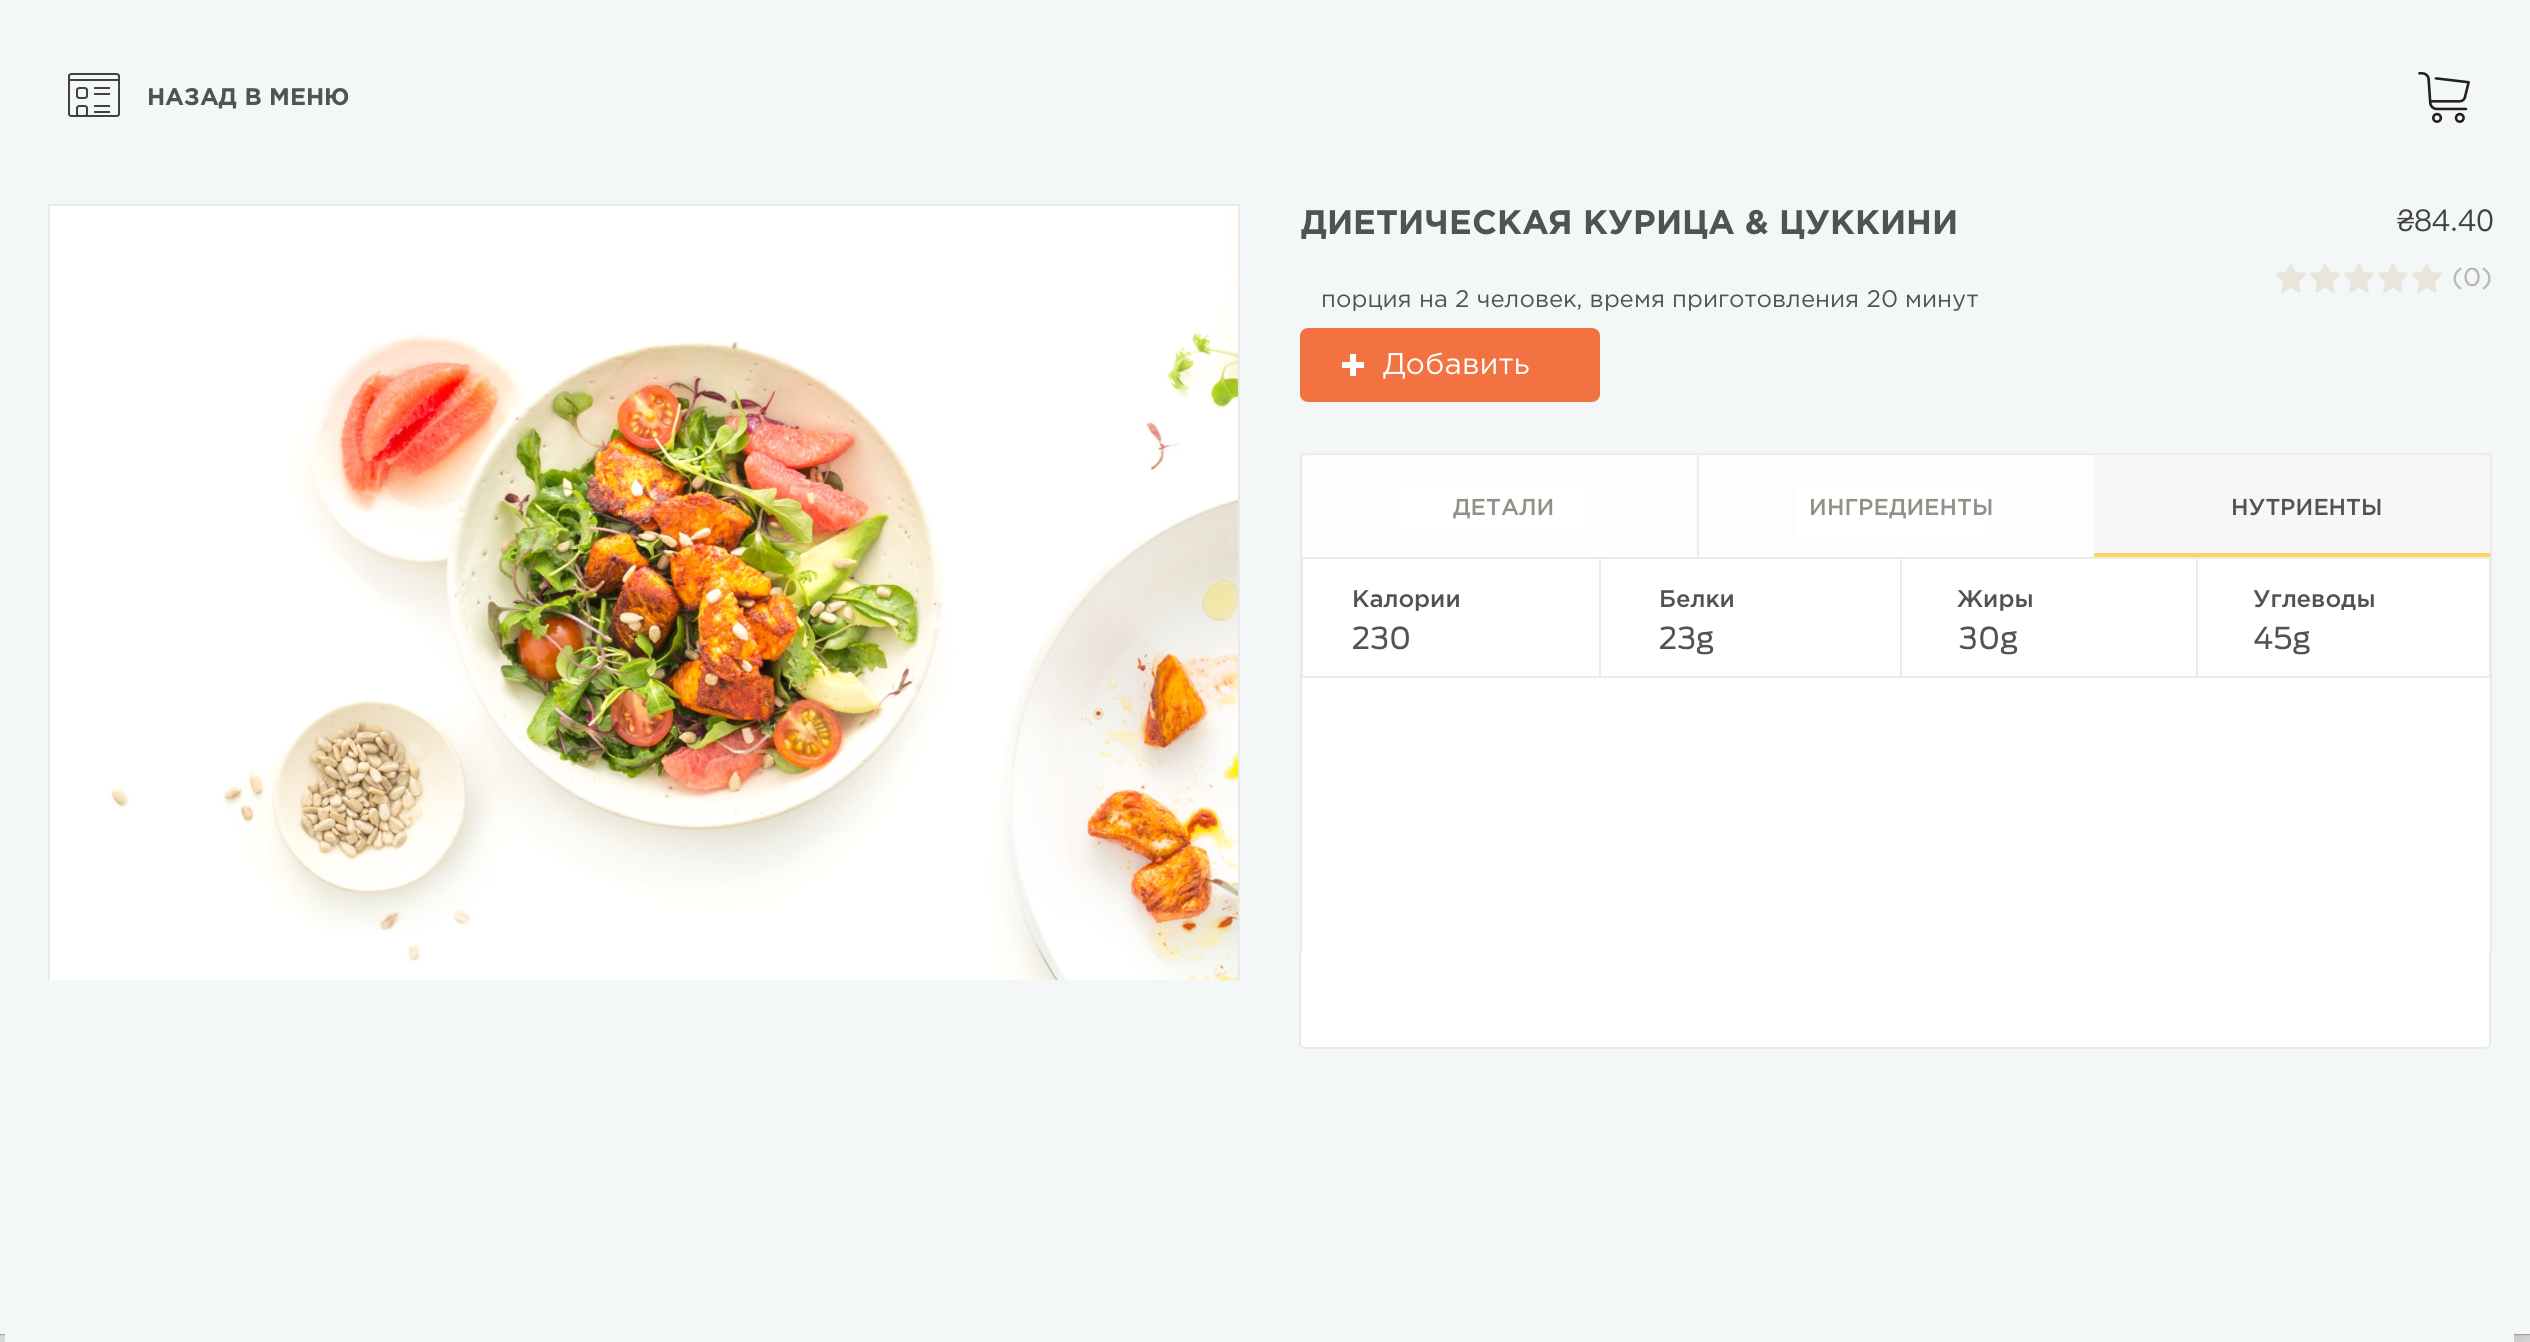 НАЗАД В МЕНЮ
ДИЕТИЧЕСКАЯ КУРИЦА & ЦУККИНИ
₴84.40
(0)
порция на 2 человек, время приготовления 20 минут
Добавить
ДЕТАЛИ
ИНГРЕДИЕНТЫ
НУТРИЕНТЫ
Калории
230
Белки
23g
Жиры
30g
Углеводы
45g